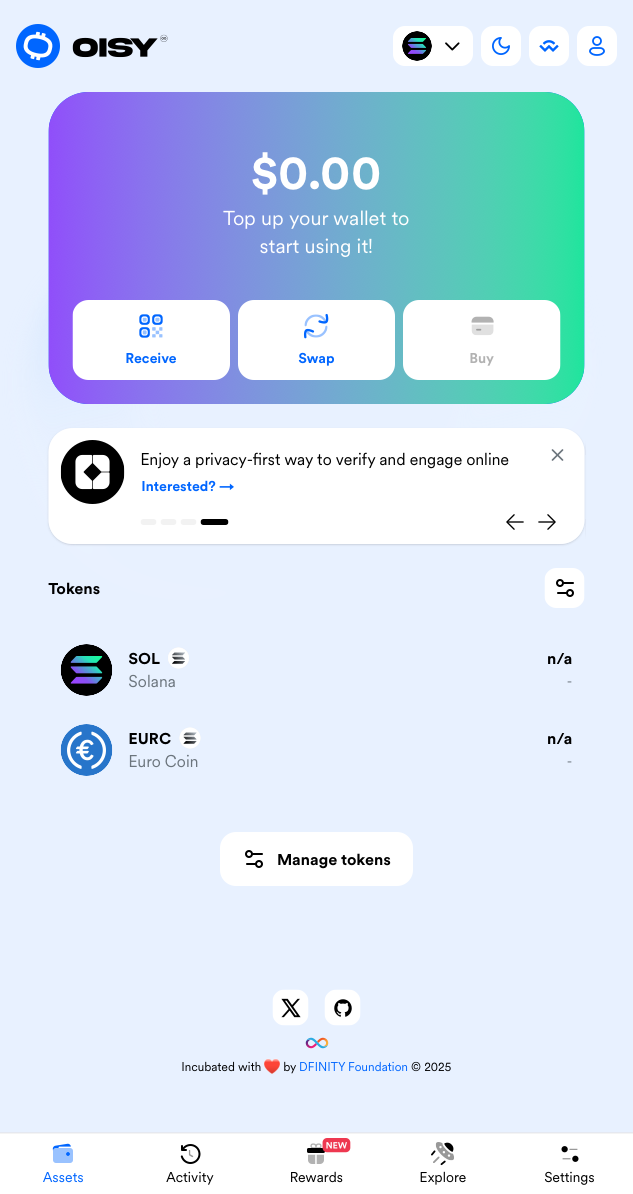 OISY
$0.00
Top up your wallet to
start using it!
Receive
Swap
Buy
Enjoy a privacy-first way to verify and engage online
Interested? →
Tokens
SOL
n/a
Solana
-
EURC
n/a
Euro Coin
-
Manage tokens
Incubated with ❤️ by DFINITY Foundation © 2025
NEW
Assets
Activity
Rewards
Explore
Settings